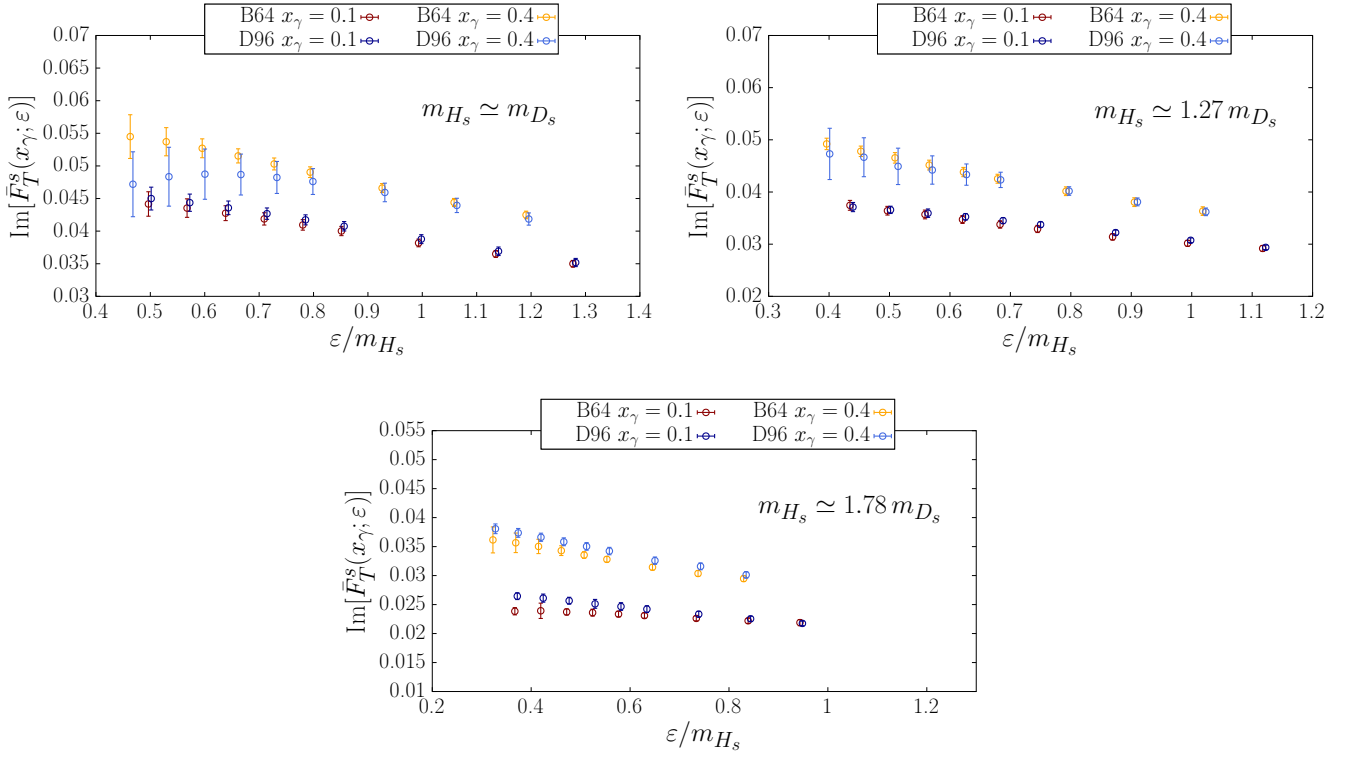 B64 x_γ = 0.1 B64 x_γ = 0.4
D96 x_γ = 0.1 D96 x_γ = 0.4
Im[F̄_T^s(x_γ; ε)]
0.07
0.065
0.06
0.055
0.05
0.045
0.04
0.035
0.03
m_{H_s} ≃ m_{D_s}
0.4 0.5 0.6 0.7 0.8 0.9 1 1.1 1.2 1.3 1.4
ε/m_{H_s}
B64 x_γ = 0.1 B64 x_γ = 0.4
D96 x_γ = 0.1 D96 x_γ = 0.4
Im[F̄_T^s(x_γ; ε)]
0.07
0.06
0.05
0.04
0.03
0.02
m_{H_s} ≃ 1.27 m_{D_s}
0.3 0.4 0.5 0.6 0.7 0.8 0.9 1 1.1 1.2
ε/m_{H_s}
B64 x_γ = 0.1 B64 x_γ = 0.4
D96 x_γ = 0.1 D96 x_γ = 0.4
Im[F̄_T^s(x_γ; ε)]
0.055
0.05
0.045
0.04
0.035
0.03
0.025
0.02
0.015
0.01
m_{H_s} ≃ 1.78 m_{D_s}
0.2 0.4 0.6 0.8 1 1.2
ε/m_{H_s}